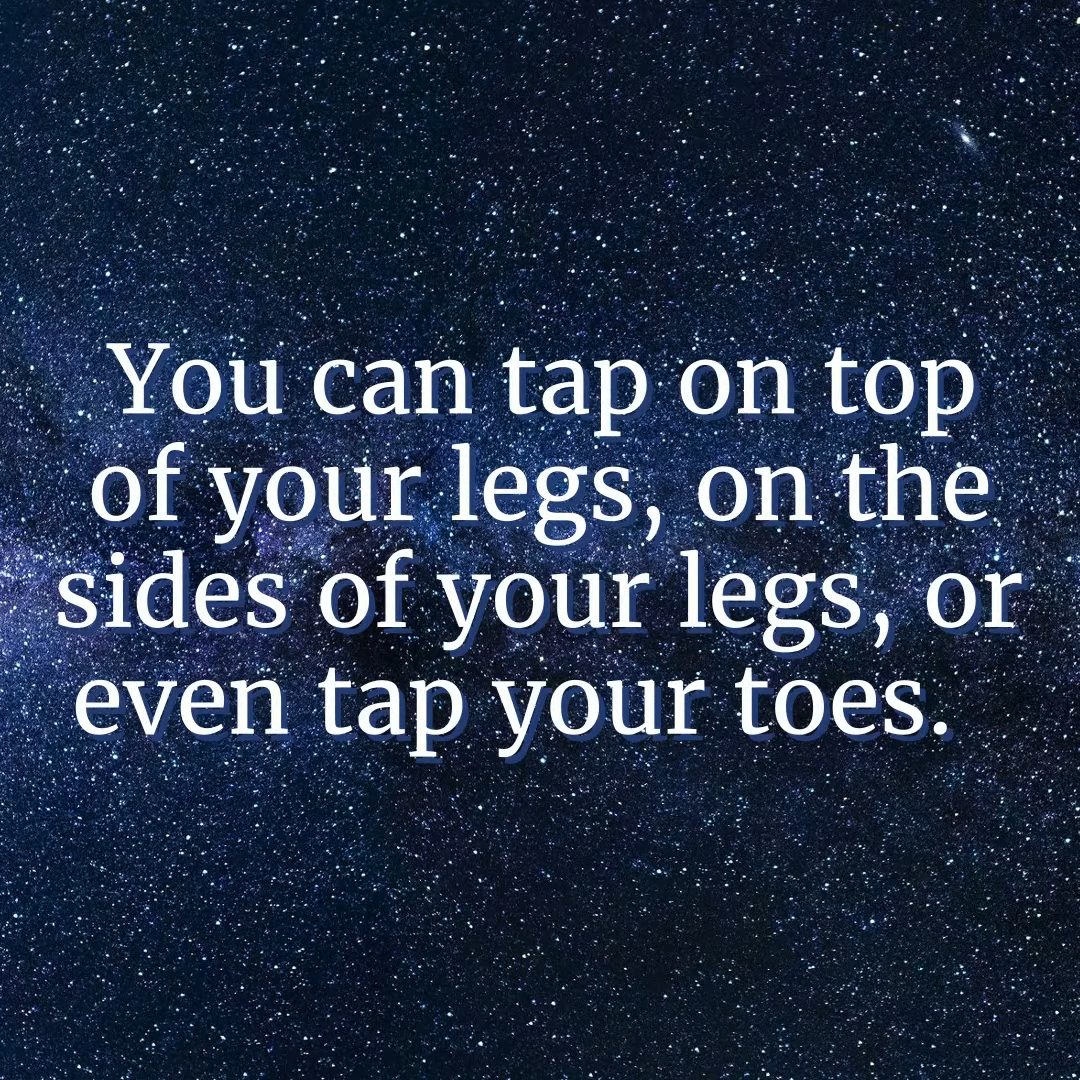 You can tap on top
of your legs, on the
sides of your legs, or
even tap your toes.